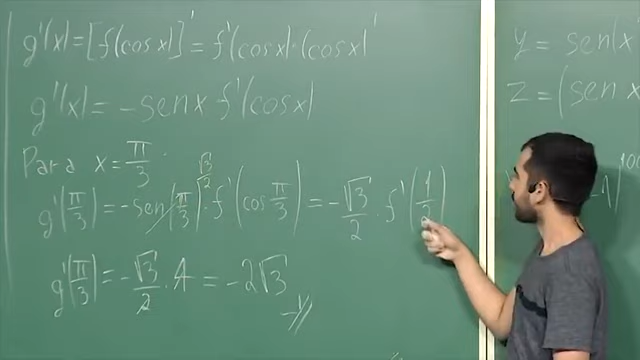 g'(x) = [f(cos x)]' = f'(cos x) · (cos x)'
g'(x) = -sen x f'(cos x)
Para x = π/3
√3/2
g'(π/3) = -sen(π/3) · f'(cos π/3) = -√3/2 · f'(1/2)
g'(π/3) = -√3/2 · 4 = -2√3
y = sen(x
z = (sen x